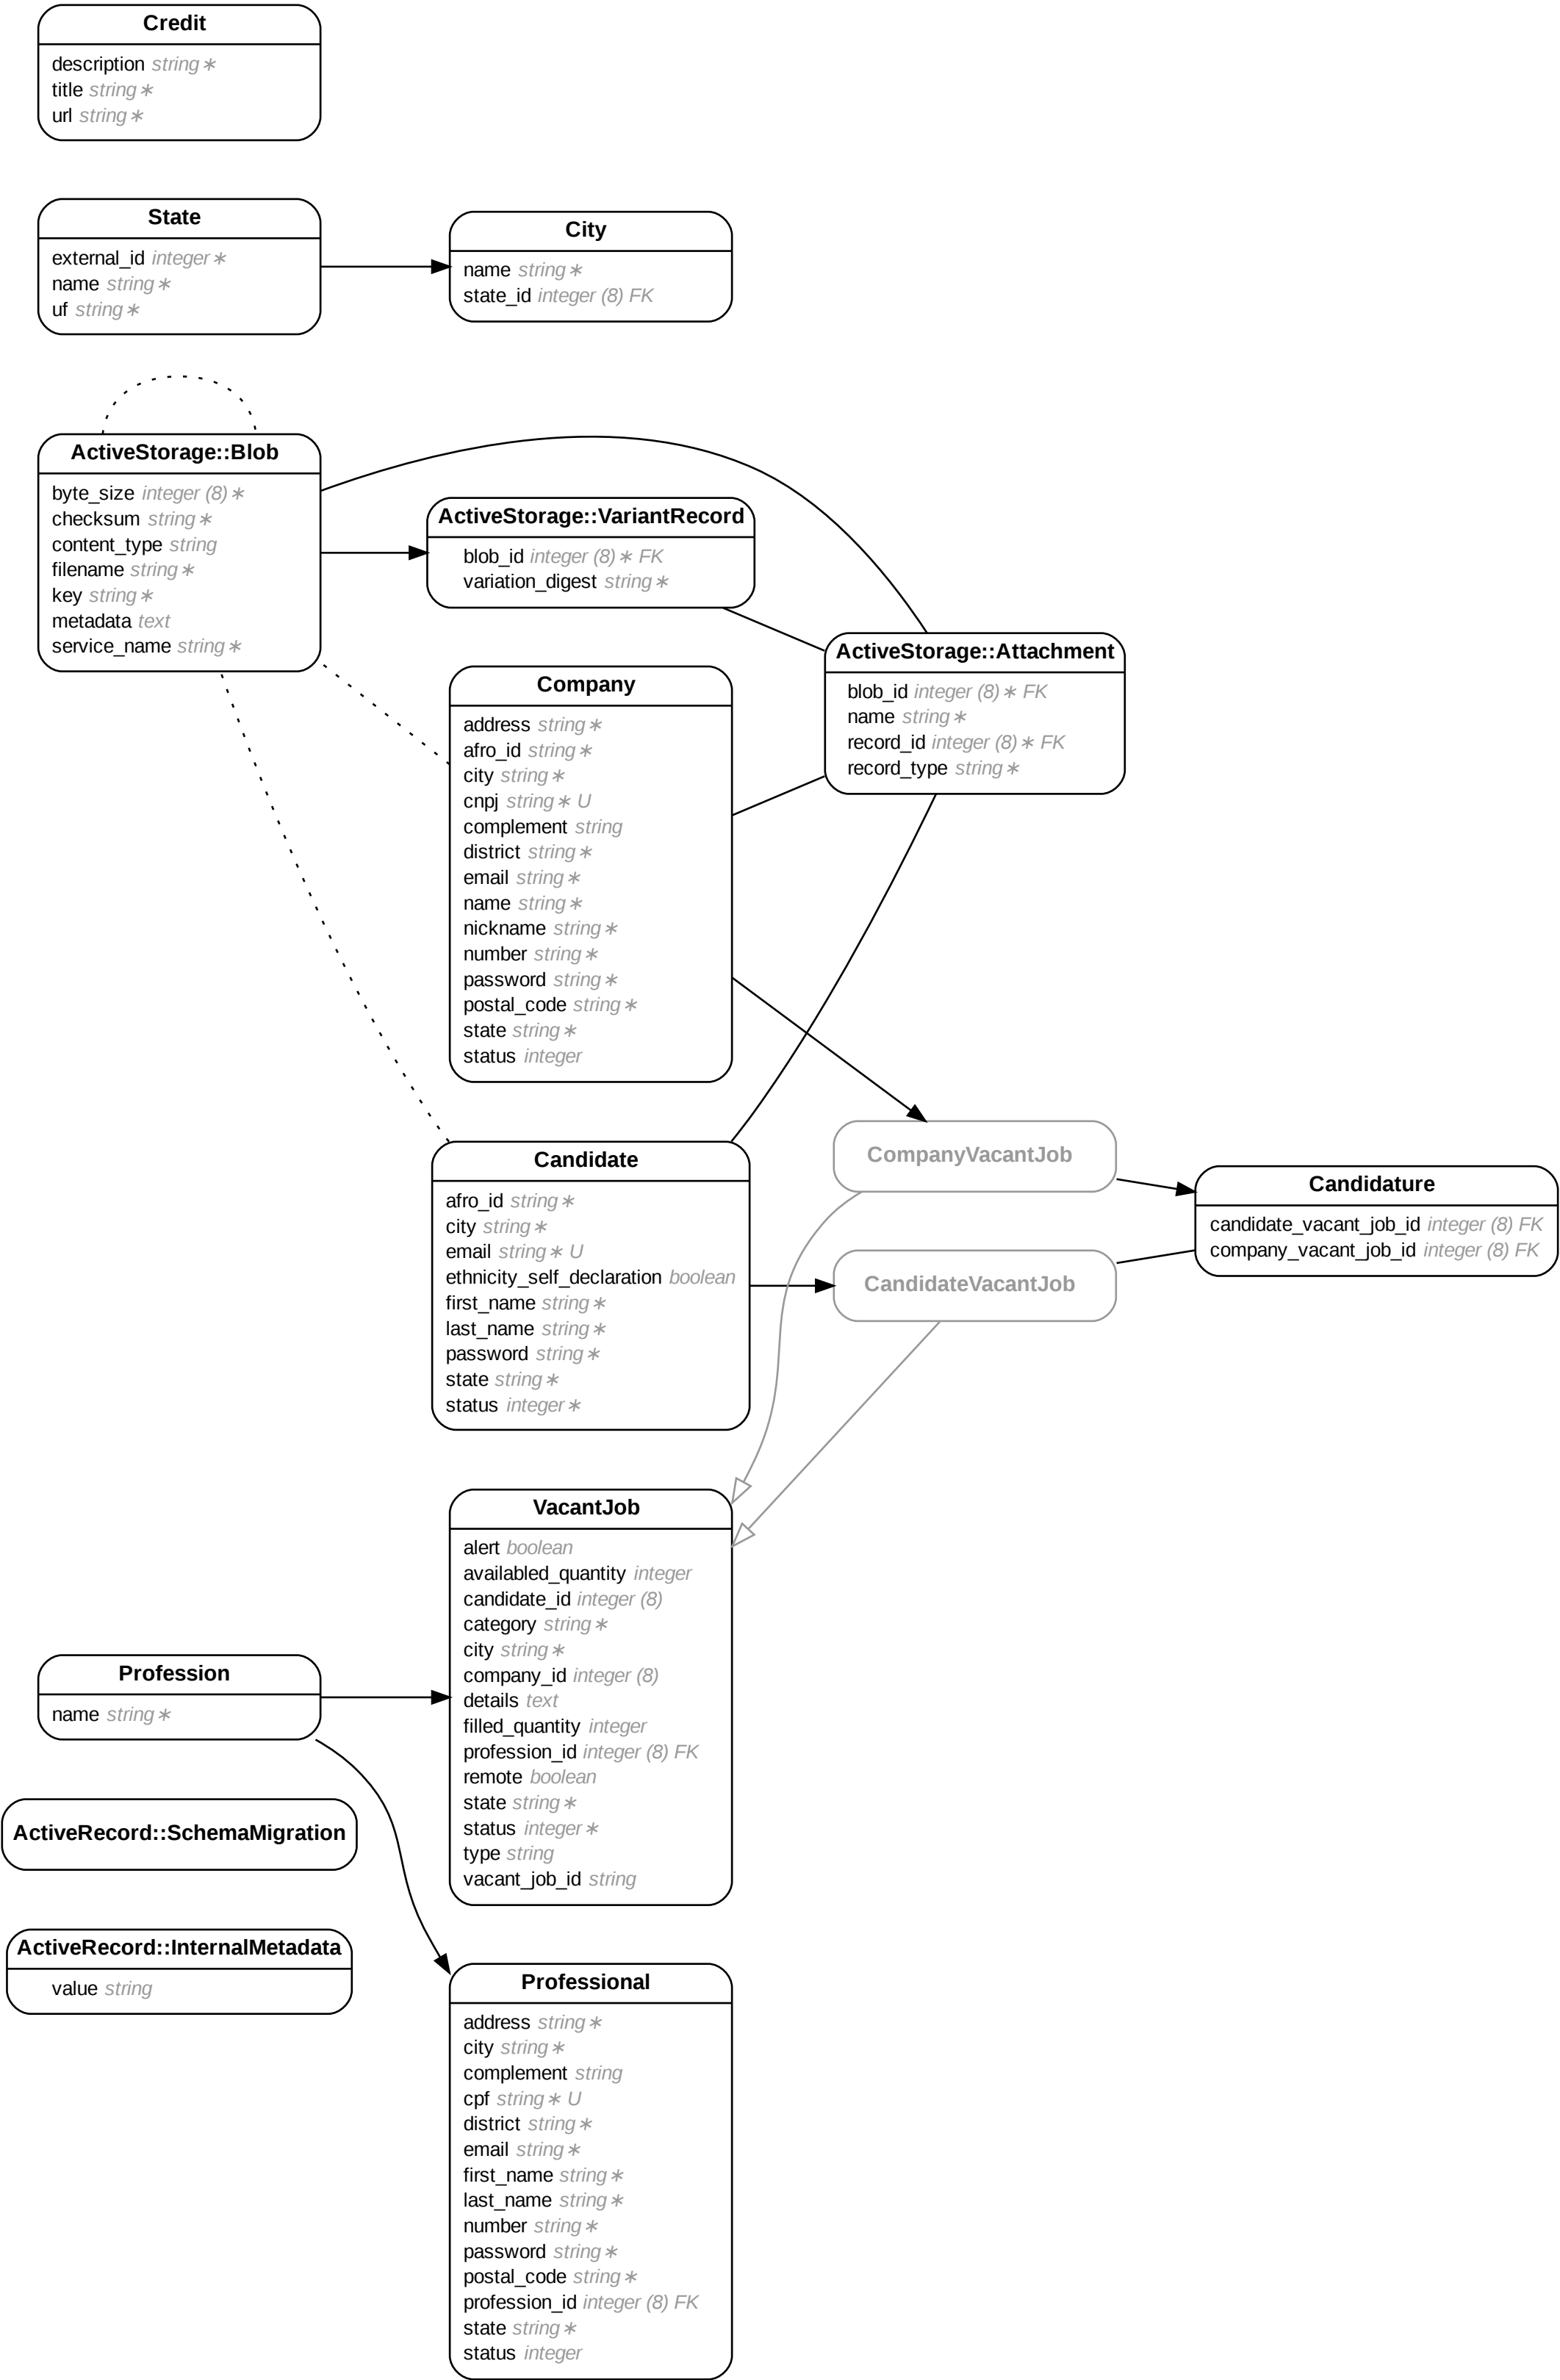 Credit
description string∗
title string∗
url string∗
State
external_id integer∗
name string∗
uf string∗
City
name string∗
state_id integer (8) FK
ActiveStorage::Blob
byte_size integer (8)∗
checksum string∗
content_type string
filename string∗
key string∗
metadata text
service_name string∗
ActiveStorage::VariantRecord
blob_id integer (8)∗ FK
variation_digest string∗
ActiveStorage::Attachment
blob_id integer (8)∗ FK
name string∗
record_id integer (8)∗ FK
record_type string∗
Company
address string∗
afro_id string∗
city string∗
cnpj string∗ U
complement string
district string∗
email string∗
name string∗
nickname string∗
number string∗
password string∗
postal_code string∗
state string∗
status integer
CompanyVacantJob
Candidate
afro_id string∗
city string∗
email string∗ U
ethnicity_self_declaration boolean
first_name string∗
last_name string∗
password string∗
state string∗
status integer∗
CandidateVacantJob
Candidature
candidate_vacant_job_id integer (8) FK
company_vacant_job_id integer (8) FK
VacantJob
alert boolean
availabled_quantity integer
candidate_id integer (8)
category string∗
city string∗
company_id integer (8)
details text
filled_quantity integer
profession_id integer (8) FK
remote boolean
state string∗
status integer∗
type string
vacant_job_id string
Profession
name string∗
ActiveRecord::SchemaMigration
ActiveRecord::InternalMetadata
value string
Professional
address string∗
city string∗
complement string
cpf string∗ U
district string∗
email string∗
first_name string∗
last_name string∗
number string∗
password string∗
postal_code string∗
profession_id integer (8) FK
state string∗
status integer